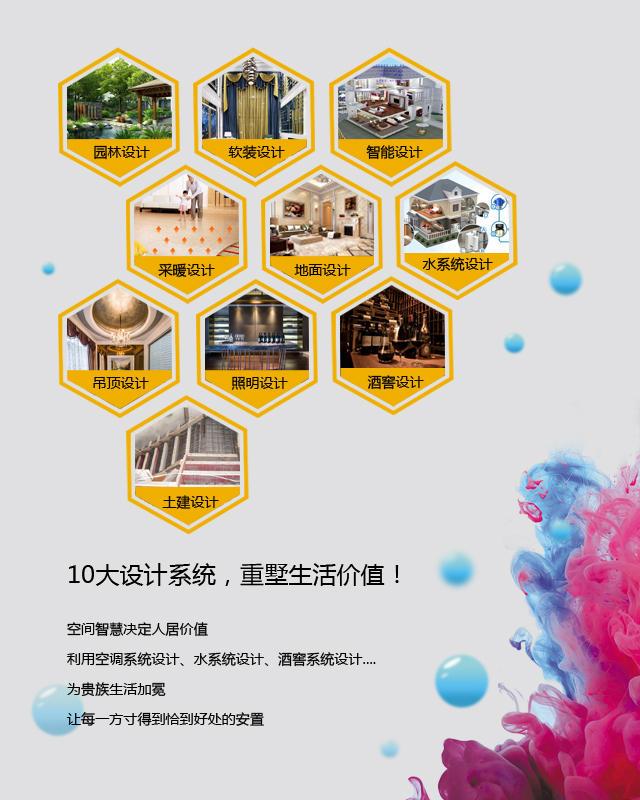 园林设计
软装设计
智能设计
采暖设计
地面设计
水系统设计
吊顶设计
照明设计
酒窖设计
土建设计
10大设计系统，重墅生活价值！
空间智慧决定人居价值
利用空调系统设计、水系统设计、酒窖系统设计....
为贵族生活加冕
让每一方寸得到恰到好处的安置